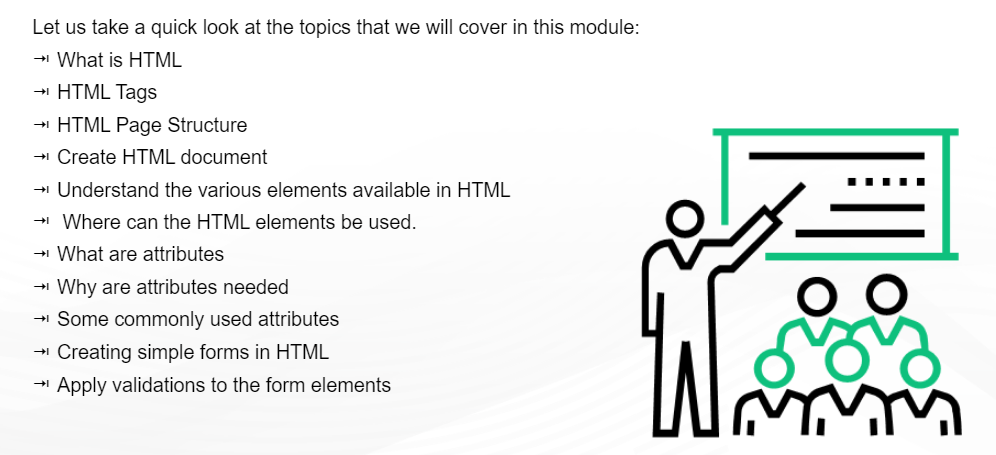 Let us take a quick look at the topics that we will cover in this module:
⇥ What is HTML
⇥ HTML Tags
⇥ HTML Page Structure
⇥ Create HTML document
⇥ Understand the various elements available in HTML
⇥ Where can the HTML elements be used.
⇥ What are attributes
⇥ Why are attributes needed
⇥ Some commonly used attributes
⇥ Creating simple forms in HTML
⇥ Apply validations to the form elements